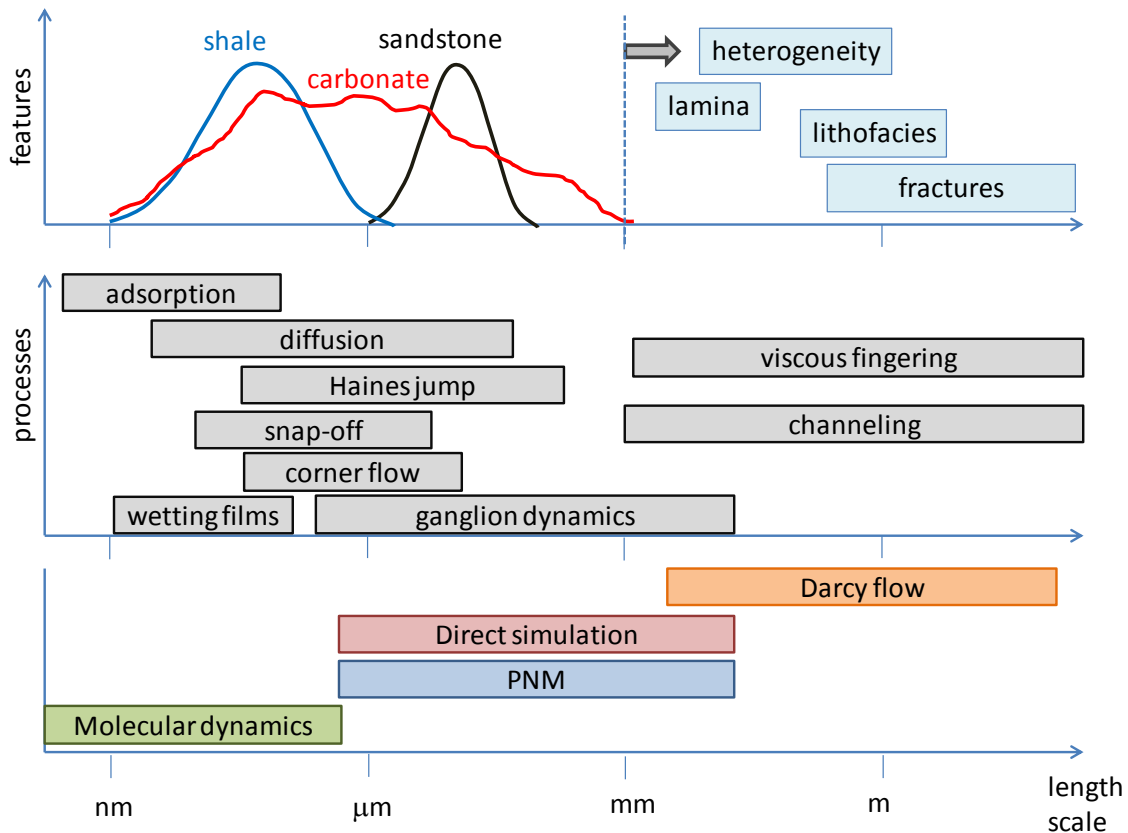 shale
sandstone
carbonate
heterogeneity
lamina
lithofacies
fractures
features
adsorption
diffusion
viscous fingering
Haines jump
snap-off
channeling
corner flow
wetting films
ganglion dynamics
processes
Darcy flow
Direct simulation
PNM
Molecular dynamics
nm
μm
mm
m
length
scale